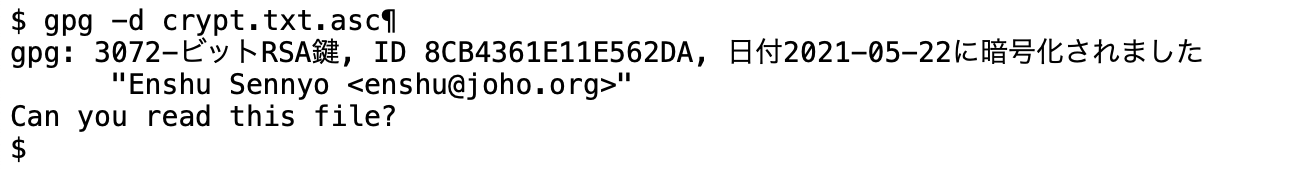 $ gpg -d crypt.txt.asc¶
gpg: 3072-ビットRSA鍵, ID 8CB4361E11E562DA, 日付2021-05-22に暗号化されました
      "Enshu Sennyo <enshu@joho.org>"
Can you read this file?
$